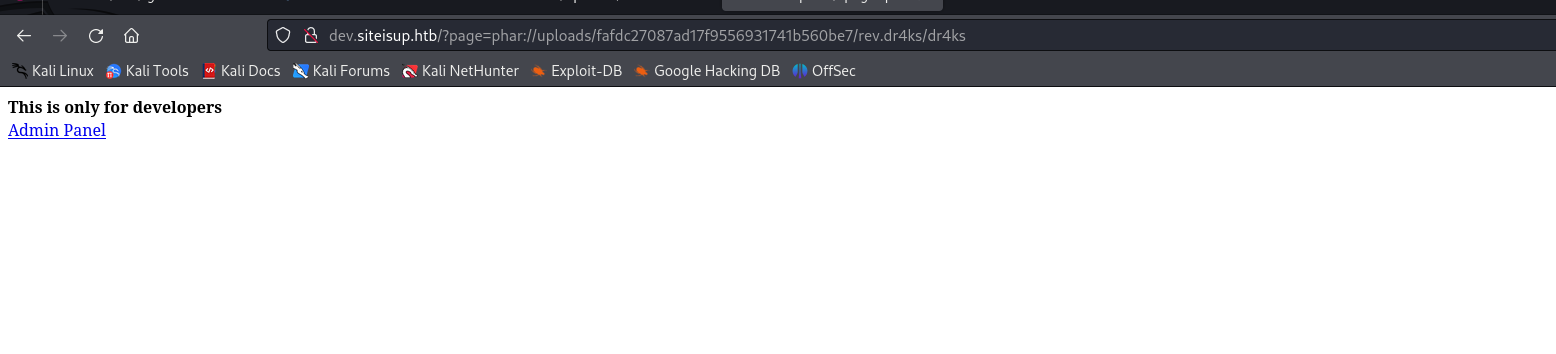 dev.siteisup.htb/?page=phar://uploads/fafdc27087ad17f9556931741b560be7/rev.dr4ks/dr4ks
Kali Linux Kali Tools Kali Docs Kali Forums Kali NetHunter Exploit-DB Google Hacking DB OffSec
This is only for developers
Admin Panel